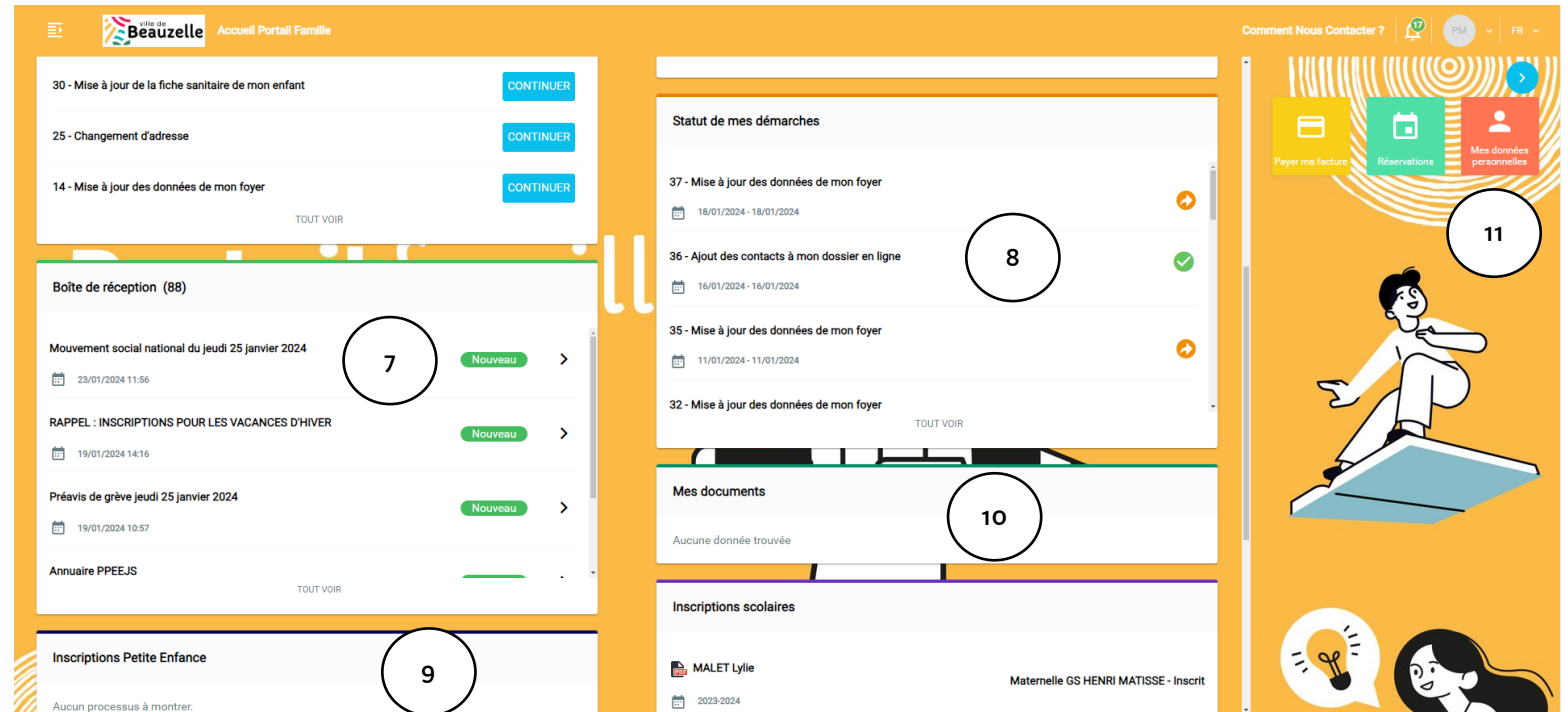 ville de
Beauzelle
Accueil Portail Famille
Comment Nous Contacter ?
17
PM
FR
30 - Mise à jour de la fiche sanitaire de mon enfant
CONTINUER
25 - Changement d'adresse
CONTINUER
14 - Mise à jour des données de mon foyer
CONTINUER
TOUT VOIR
Boîte de réception (88)
Mouvement social national du jeudi 25 janvier 2024
23/01/2024 11:56
7
Nouveau
RAPPEL : INSCRIPTIONS POUR LES VACANCES D'HIVER
19/01/2024 14:16
Nouveau
Préavis de grève jeudi 25 janvier 2024
19/01/2024 10:57
Nouveau
Annuaire PPEEJS
TOUT VOIR
Inscriptions Petite Enfance
9
Aucun processus à montrer.
Statut de mes démarches
37 - Mise à jour des données de mon foyer
18/01/2024 - 18/01/2024
36 - Ajout des contacts à mon dossier en ligne
16/01/2024 - 16/01/2024
8
35 - Mise à jour des données de mon foyer
11/01/2024 - 11/01/2024
32 - Mise à jour des données de mon foyer
TOUT VOIR
Mes documents
10
Aucune donnée trouvée
Inscriptions scolaires
PDF
MALET Lylie
Maternelle GS HENRI MATISSE - Inscrit
2023-2024
Payer ma facture
Réservations
Mes données
personnelles
11